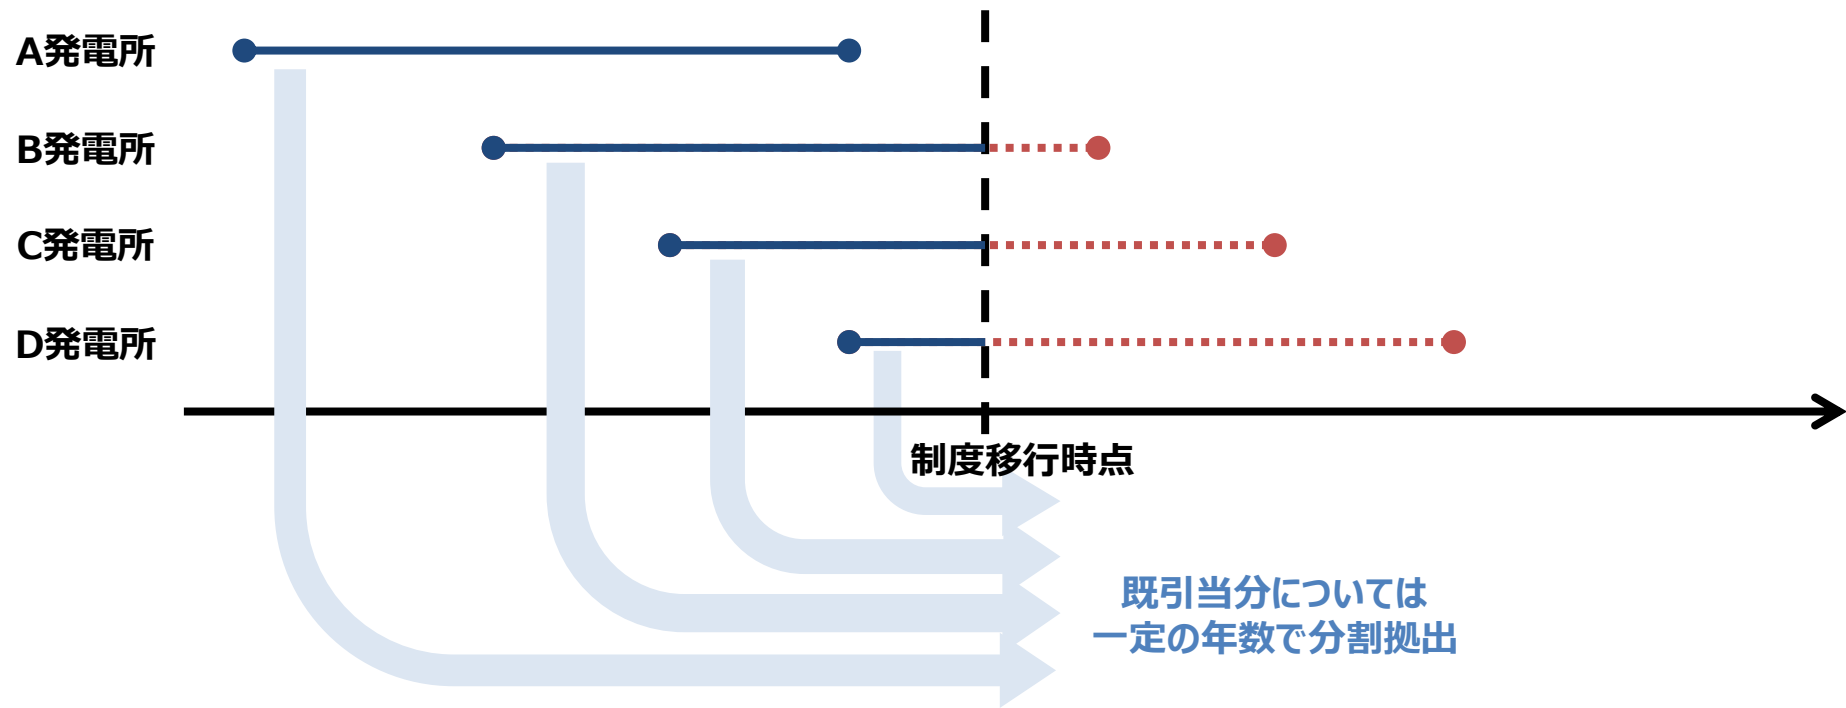 A発電所
B発電所
C発電所
D発電所
制度移行時点
既引当分については
一定の年数で分割拠出